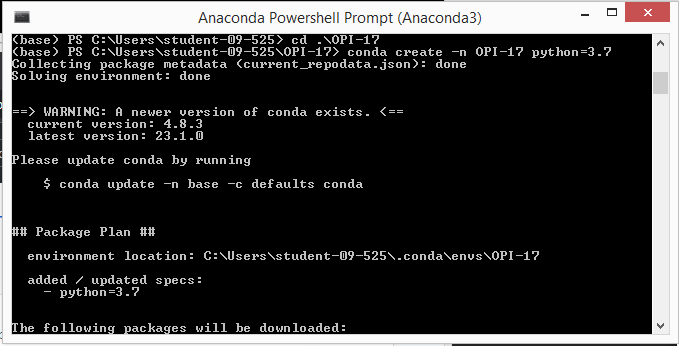 Anaconda Powershell Prompt (Anaconda3)
(base) PS C:\Users\student-09-525> cd .\OPI-17
(base) PS C:\Users\student-09-525\OPI-17> conda create -n OPI-17 python=3.7
Collecting package metadata (current_repodata.json): done
Solving environment: done
==> WARNING: A newer version of conda exists. <==
current version: 4.8.3
latest version: 23.1.0
Please update conda by running
$ conda update -n base -c defaults conda
## Package Plan ##
environment location: C:\Users\student-09-525\.conda\envs\OPI-17
added / updated specs:
- python=3.7
The following packages will be downloaded: